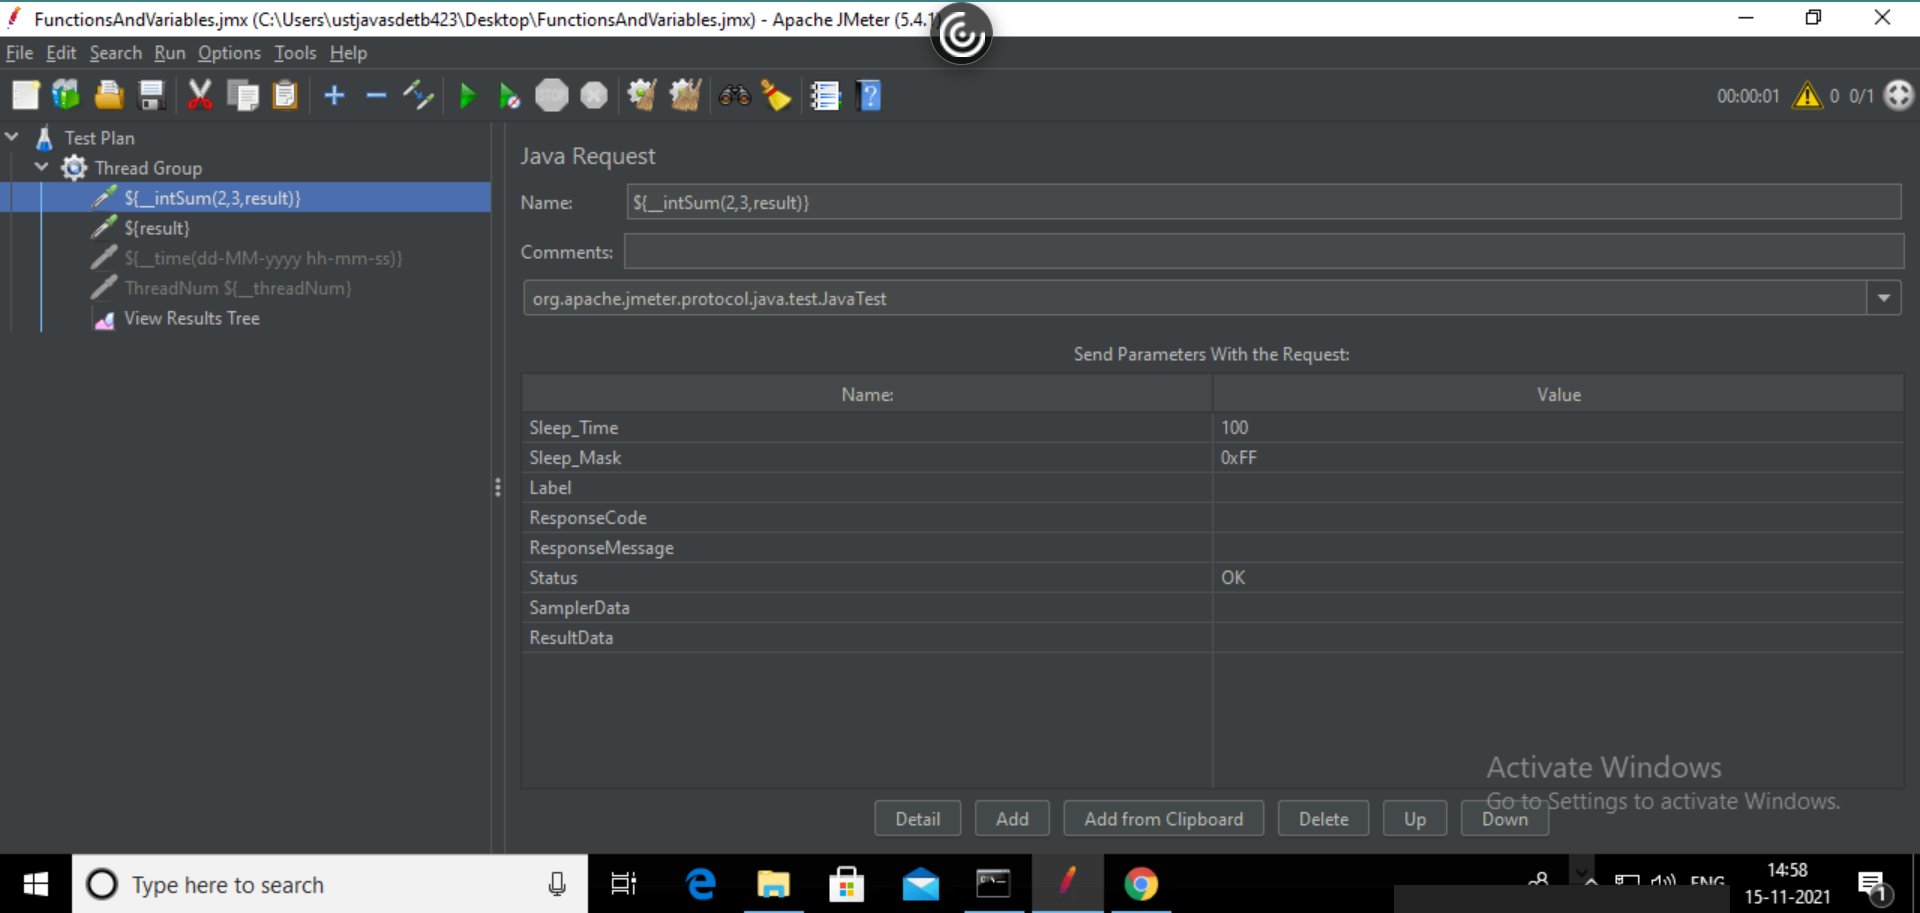 FunctionsAndVariables.jmx (C:\Users\ustjavasdetb423\Desktop\FunctionsAndVariables.jmx) - Apache JMeter (5.4.1)
File Edit Search Run Options Tools Help
STOP
00:00:01 0 0/1
Test Plan
Thread Group
${__intSum(2,3,result)}
${result}
${__time(dd-MM-yyyy hh-mm-ss)}
ThreadNum ${__threadNum}
View Results Tree
Java Request
Name: ${__intSum(2,3,result)}
Comments:
org.apache.jmeter.protocol.java.test.JavaTest
Send Parameters With the Request:
Name: Value
Sleep_Time 100
Sleep_Mask 0xFF
Label
ResponseCode
ResponseMessage
Status OK
SamplerData
ResultData
Activate Windows
Go to Settings to activate Windows.
Detail Add Add from Clipboard Delete Up Down
Type here to search
ENG
14:58
15-11-2021
1